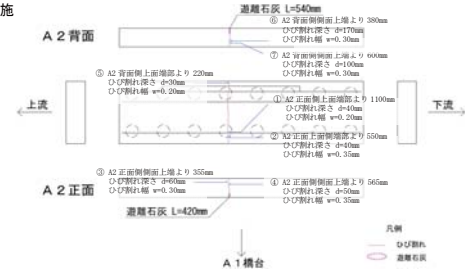 施
遊離石灰 L=540mm
⑥ A2 背面側側面上端より 380mm
ひび割れ深さ d=170mm
ひび割れ幅 w=0.30mm
A2背面
⑦ A2 背面側側面上端より 600mm
ひび割れ深さ d=100mm
ひび割れ幅 w=0.30mm
⑤ A2 背面側上面端部より 220mm
ひび割れ深さ d=30mm
ひび割れ幅 w=0.20mm
① A2 正面側上面端部より 1100mm
ひび割れ深さ d=40mm
ひび割れ幅 w=0.20mm
上流
下流
② A2 正面上面側端部より 550mm
ひび割れ深さ d=40mm
ひび割れ幅 w=0.35mm
③ A2 正面側側面上端より 355mm
ひび割れ深さ d=60mm
ひび割れ幅 w=0.30mm
④ A2 正面側側面上端より 565mm
ひび割れ深さ d=50mm
ひび割れ幅 w=0.35mm
A2正面
遊離石灰 L=420mm
A1橋台
凡例
ひび割れ
遊離石灰